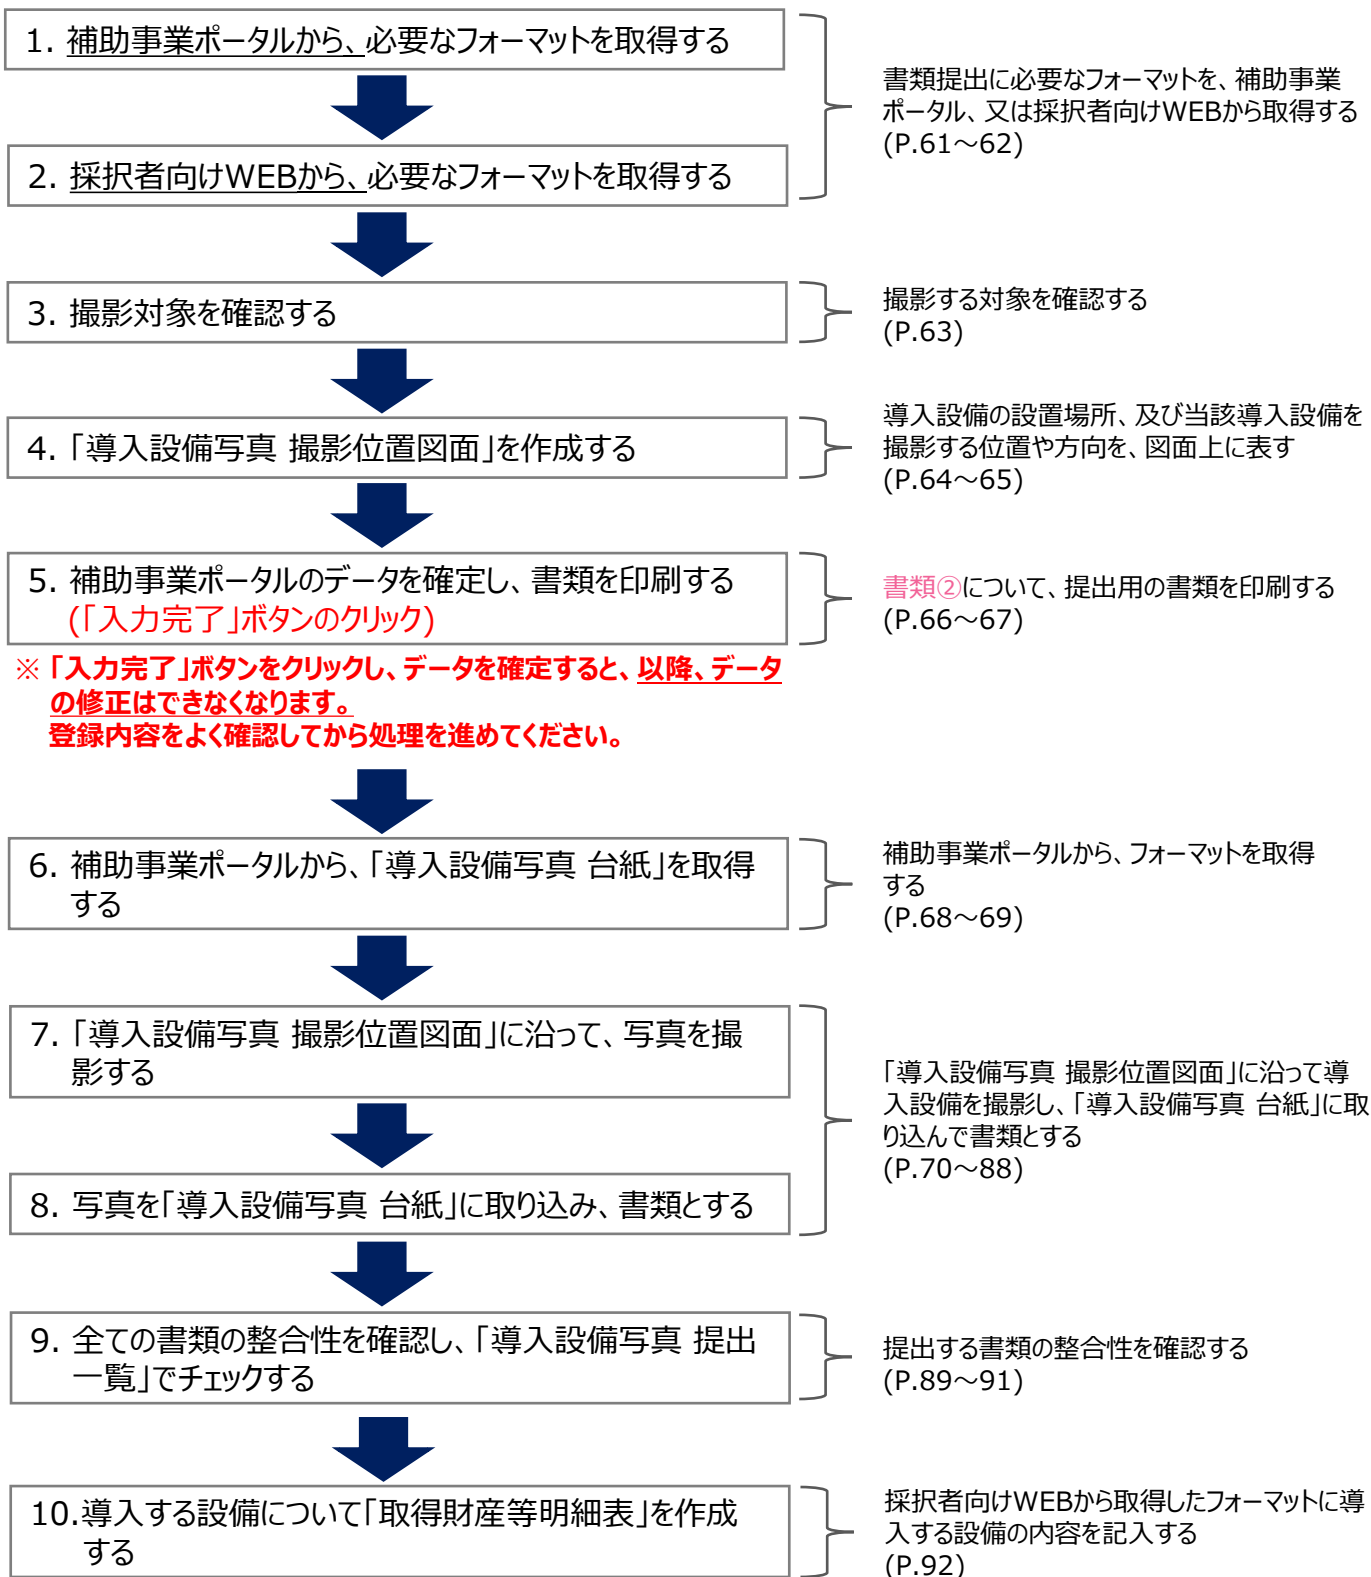 1. 補助事業ポータルから、必要なフォーマットを取得する
書類提出に必要なフォーマットを、補助事業
ポータル、又は採択者向けWEBから取得する
(P.61～62)
2. 採択者向けWEBから、必要なフォーマットを取得する
3. 撮影対象を確認する
撮影する対象を確認する
(P.63)
4. 「導入設備写真 撮影位置図面」を作成する
導入設備の設置場所、及び当該導入設備を
撮影する位置や方向を、図面上に表す
(P.64～65)
5. 補助事業ポータルのデータを確定し、書類を印刷する
(「入力完了」ボタンのクリック)
書類②について、提出用の書類を印刷する
(P.66～67)
※ 「入力完了」ボタンをクリックし、データを確定すると、以降、データ
の修正はできなくなります。
登録内容をよく確認してから処理を進めてください。
6. 補助事業ポータルから、「導入設備写真 台紙」を取得
する
補助事業ポータルから、フォーマットを取得
する
(P.68～69)
7. 「導入設備写真 撮影位置図面」に沿って、写真を撮
影する
「導入設備写真 撮影位置図面」に沿って導
入設備を撮影し、「導入設備写真 台紙」に取
り込んで書類とする
(P.70～88)
8. 写真を「導入設備写真 台紙」に取り込み、書類とする
9. 全ての書類の整合性を確認し、「導入設備写真 提出
一覧」でチェックする
提出する書類の整合性を確認する
(P.89～91)
10.導入する設備について「取得財産等明細表」を作成
する
採択者向けWEBから取得したフォーマットに導
入する設備の内容を記入する
(P.92)